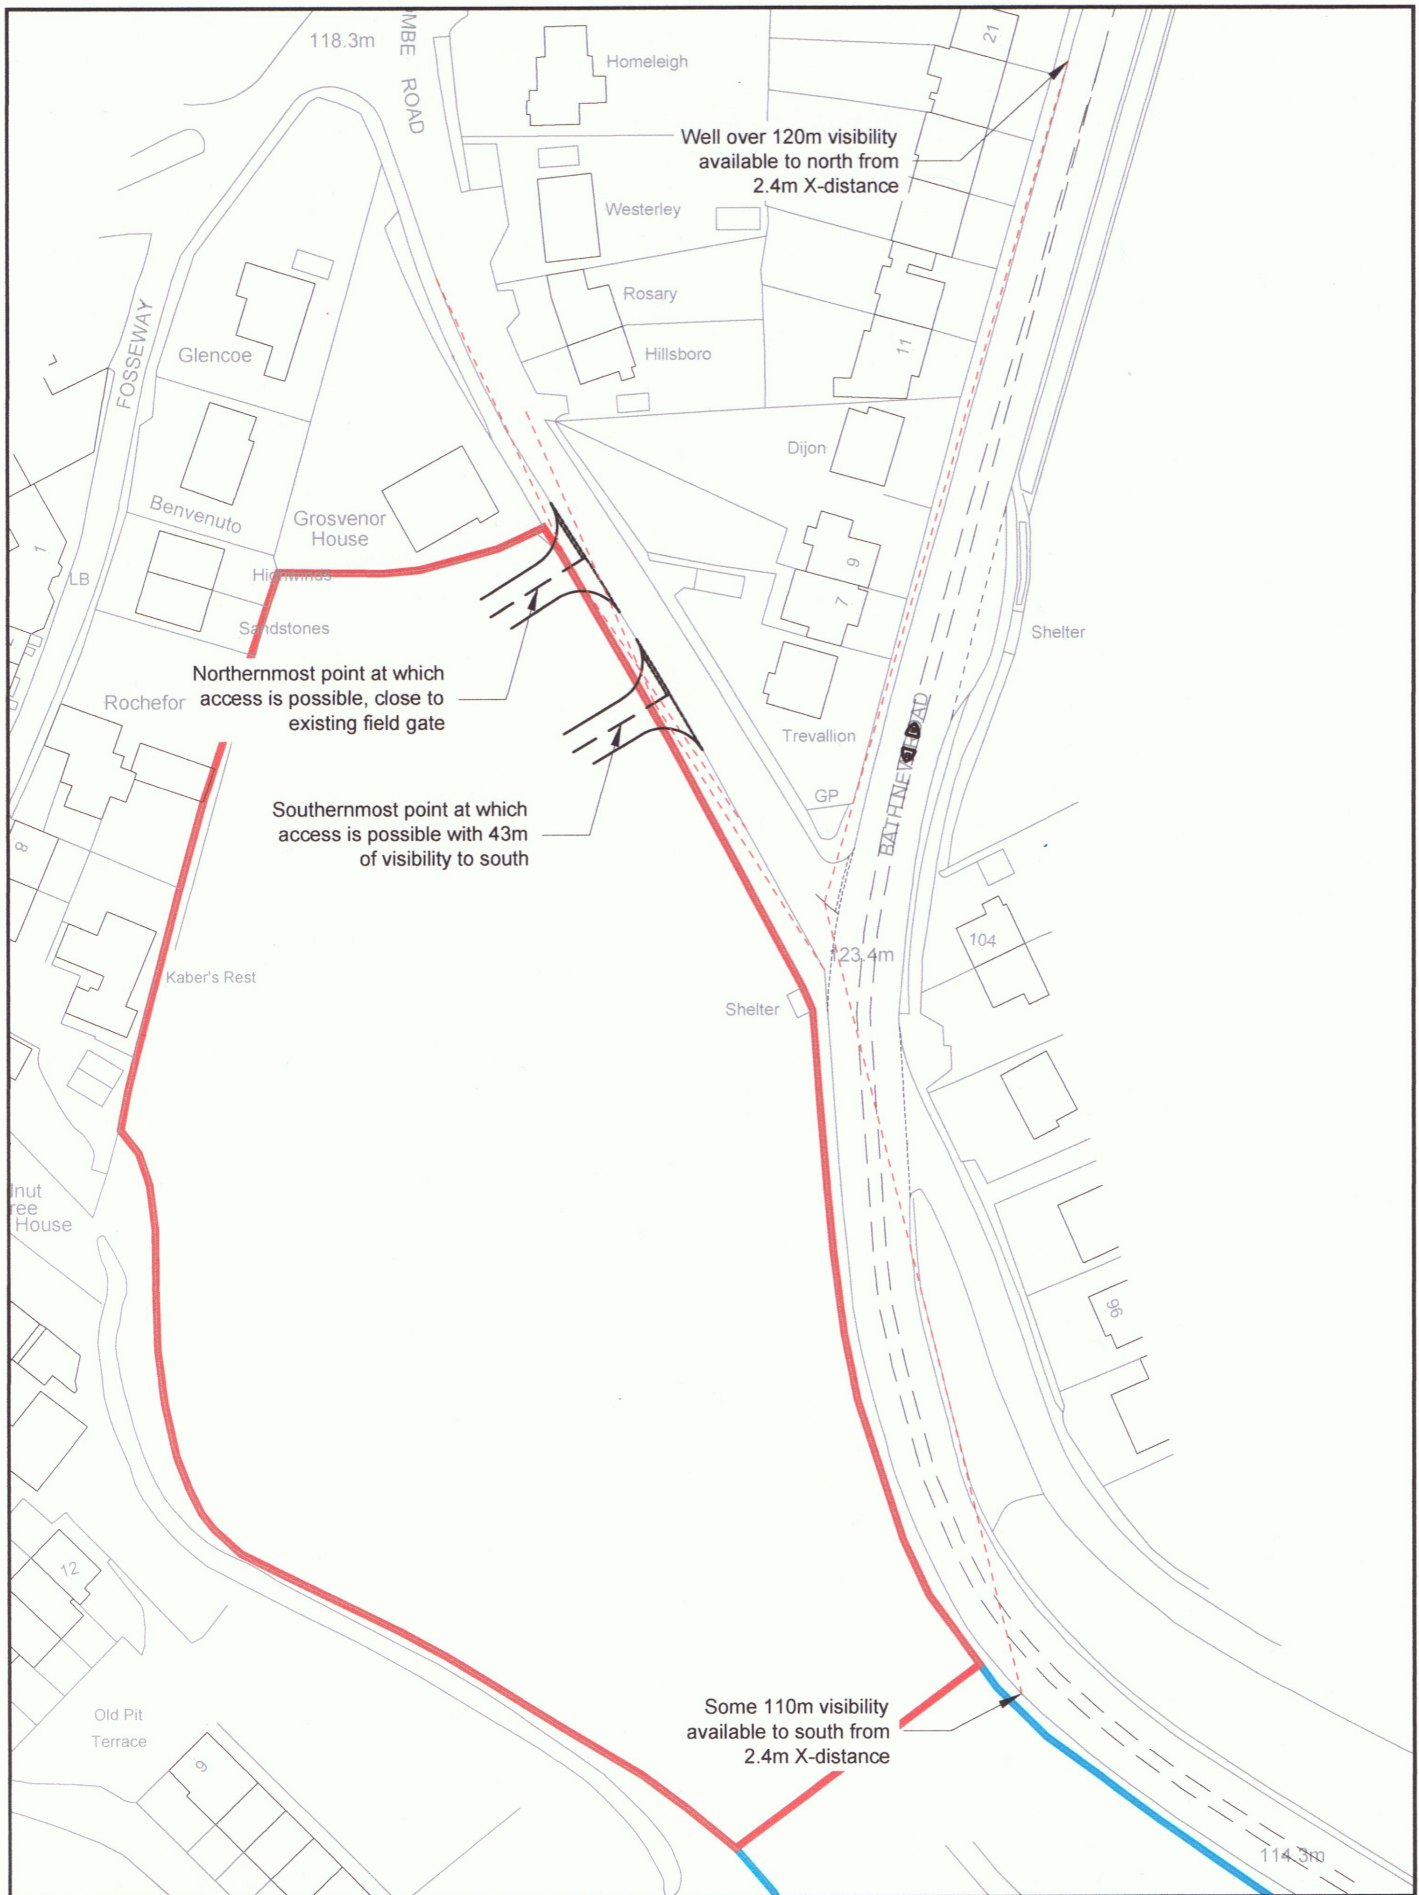 118.3m
MBE ROAD
Homeleigh
21
Well over 120m visibility
available to north from
2.4m X-distance
Westerley
Rosary
Hillsboro
11
FOSSEWAY
Glencoe
Dijon
Benvenuto
Grosvenor
House
9
7
1
LB
Highwinds
Sandstones
Shelter
Northernmost point at which
access is possible, close to
existing field gate
Rochefor
Trevallion
BATH NEW ROAD
GP
Southernmost point at which
access is possible with 43m
of visibility to south
8
104
123.4m
Kaber's Rest
Shelter
lnut
ree
House
96
12
Old Pit
Terrace
9
Some 110m visibility
available to south from
2.4m X-distance
114.3m